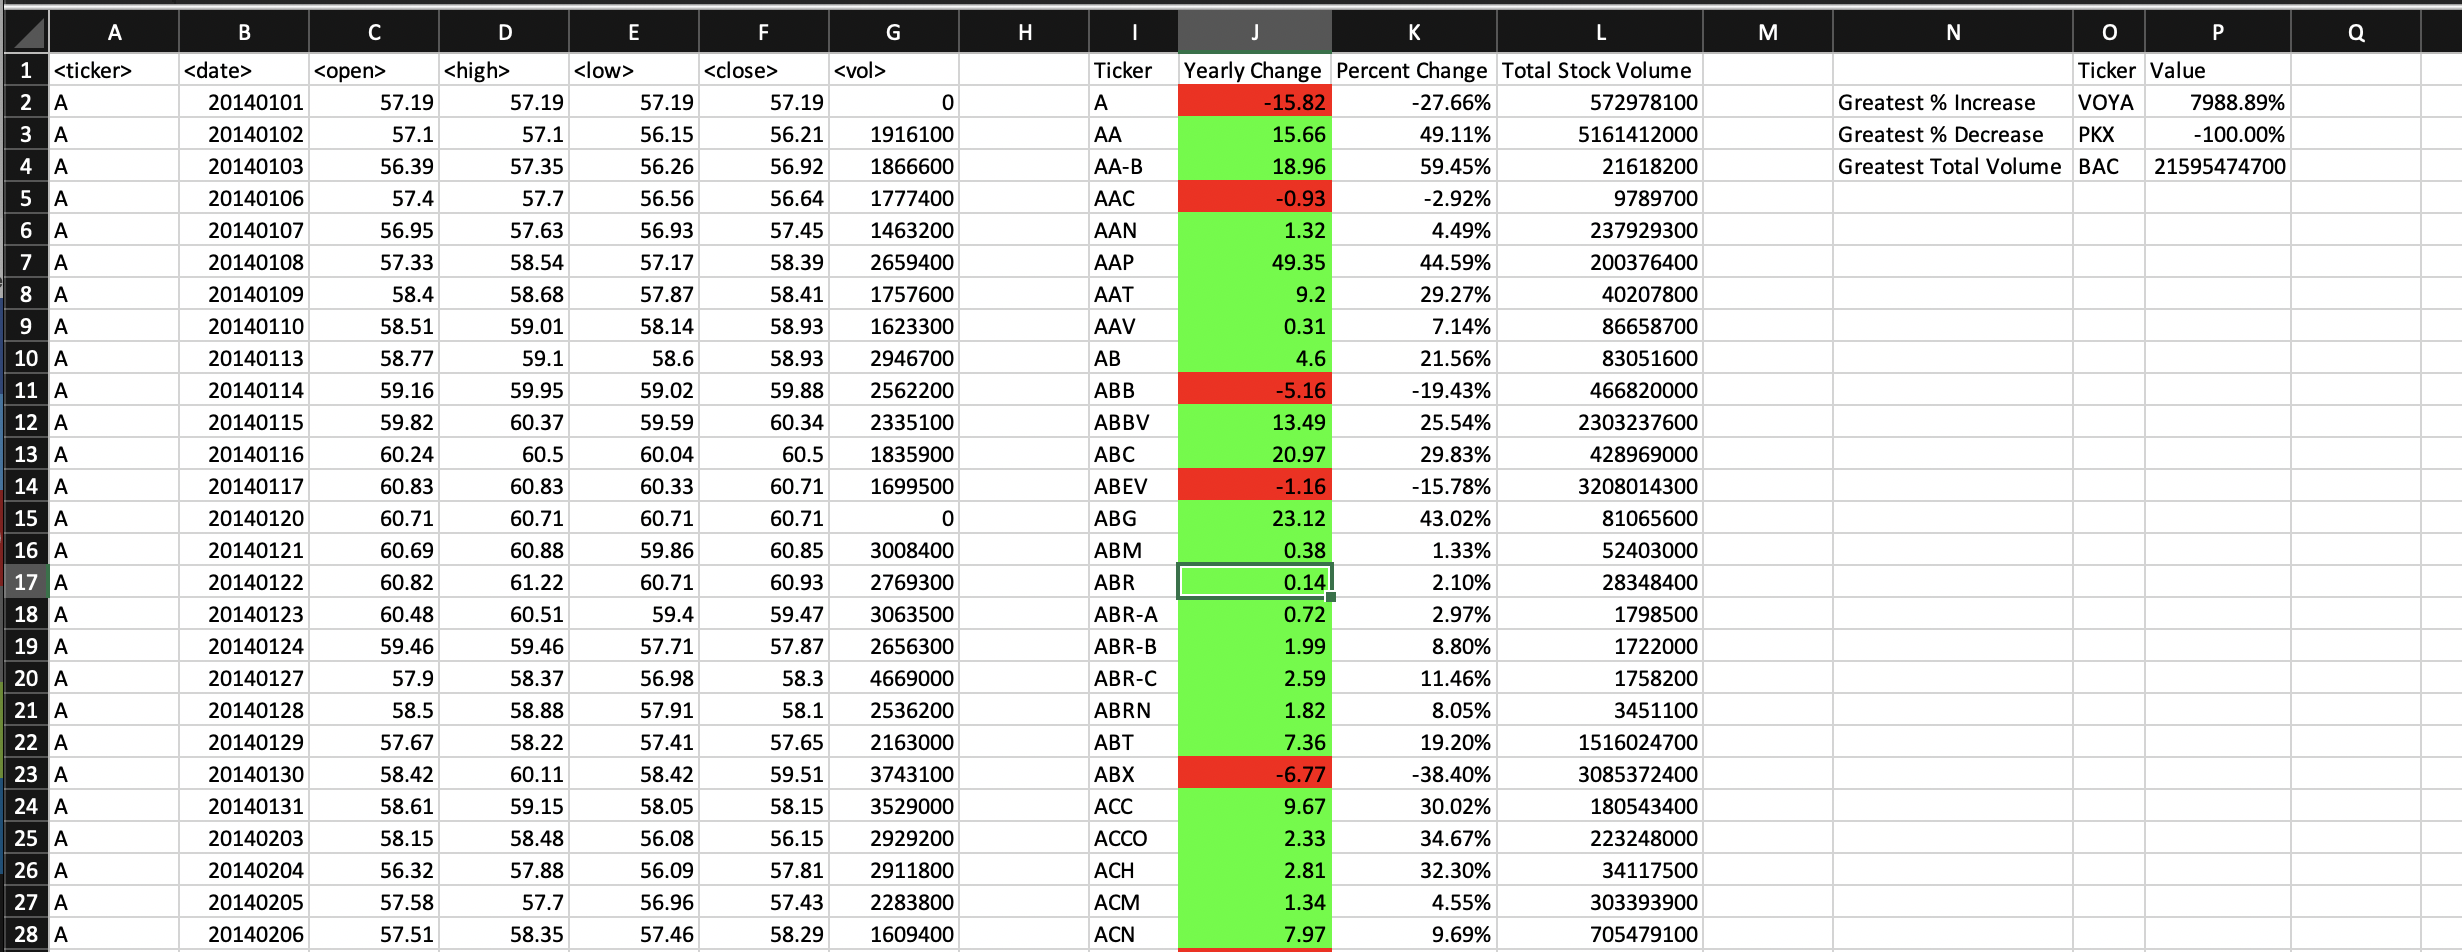 A B C D E F G H I J K L M N O P Q
1 <ticker> <date> <open> <high> <low> <close> <vol> Ticker Yearly Change Percent Change Total Stock Volume Ticker Value
2 A 20140101 57.19 57.19 57.19 57.19 0 A -15.82 -27.66% 572978100 Greatest % Increase VOYA 7988.89%
3 A 20140102 57.1 57.1 56.15 56.21 1916100 AA 15.66 49.11% 5161412000 Greatest % Decrease PKX -100.00%
4 A 20140103 56.39 57.35 56.26 56.92 1866600 AA-B 18.96 59.45% 21618200 Greatest Total Volume BAC 21595474700
5 A 20140106 57.4 57.7 56.56 56.64 1777400 AAC -0.93 -2.92% 9789700
6 A 20140107 56.95 57.63 56.93 57.45 1463200 AAN 1.32 4.49% 237929300
7 A 20140108 57.33 58.54 57.17 58.39 2659400 AAP 49.35 44.59% 200376400
8 A 20140109 58.4 58.68 57.87 58.41 1757600 AAT 9.2 29.27% 40207800
9 A 20140110 58.51 59.01 58.14 58.93 1623300 AAV 0.31 7.14% 86658700
10 A 20140113 58.77 59.1 58.6 58.93 2946700 AB 4.6 21.56% 83051600
11 A 20140114 59.16 59.95 59.02 59.88 2562200 ABB -5.16 -19.43% 466820000
12 A 20140115 59.82 60.37 59.59 60.34 2335100 ABBV 13.49 25.54% 2303237600
13 A 20140116 60.24 60.5 60.04 60.5 1835900 ABC 20.97 29.83% 428969000
14 A 20140117 60.83 60.83 60.33 60.71 1699500 ABEV -1.16 -15.78% 3208014300
15 A 20140120 60.71 60.71 60.71 60.71 0 ABG 23.12 43.02% 81065600
16 A 20140121 60.69 60.88 59.86 60.85 3008400 ABM 0.38 1.33% 52403000
17 A 20140122 60.82 61.22 60.71 60.93 2769300 ABR 0.14 2.10% 28348400
18 A 20140123 60.48 60.51 59.4 59.47 3063500 ABR-A 0.72 2.97% 1798500
19 A 20140124 59.46 59.46 57.71 57.87 2656300 ABR-B 1.99 8.80% 1722000
20 A 20140127 57.9 58.37 56.98 58.3 4669000 ABR-C 2.59 11.46% 1758200
21 A 20140128 58.5 58.88 57.91 58.1 2536200 ABRN 1.82 8.05% 3451100
22 A 20140129 57.67 58.22 57.41 57.65 2163000 ABT 7.36 19.20% 1516024700
23 A 20140130 58.42 60.11 58.42 59.51 3743100 ABX -6.77 -38.40% 3085372400
24 A 20140131 58.61 59.15 58.05 58.15 3529000 ACC 9.67 30.02% 180543400
25 A 20140203 58.15 58.48 56.08 56.15 2929200 ACCO 2.33 34.67% 223248000
26 A 20140204 56.32 57.88 56.09 57.81 2911800 ACH 2.81 32.30% 34117500
27 A 20140205 57.58 57.7 56.96 57.43 2283800 ACM 1.34 4.55% 303393900
28 A 20140206 57.51 58.35 57.46 58.29 1609400 ACN 7.97 9.69% 705479100